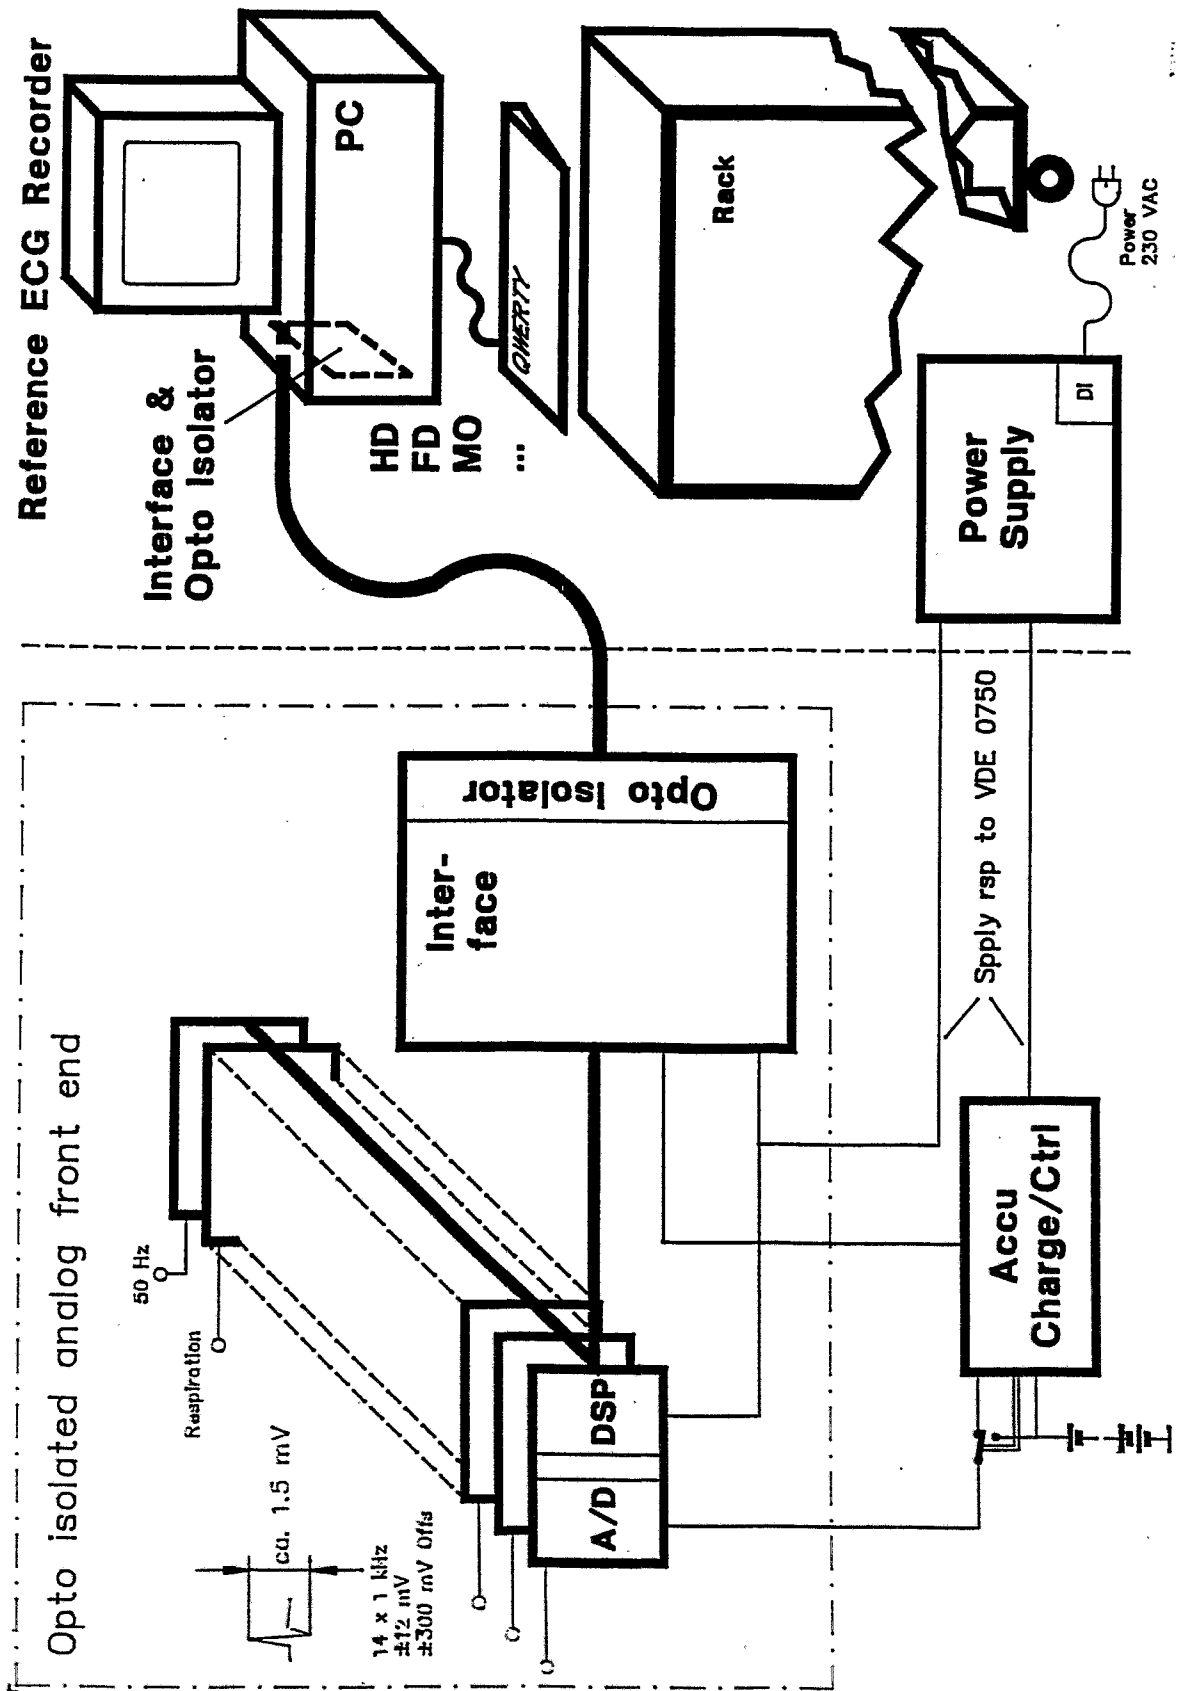 Reference ECG Recorder
Interface &
Opto Isolator
PC
HD
FD
MO
...
QWERTY
Rack
Power
230 VAC
DI
Power
Supply
Opto isolated analog front end
50 Hz
Respiration
ca. 1.5 mV
14 x 1 kHz
±12 mV
±300 mV Offs
A/D
DSP
Inter-
face
Opto Isolator
Spply rsp to VDE 0750
Accu
Charge/Ctrl